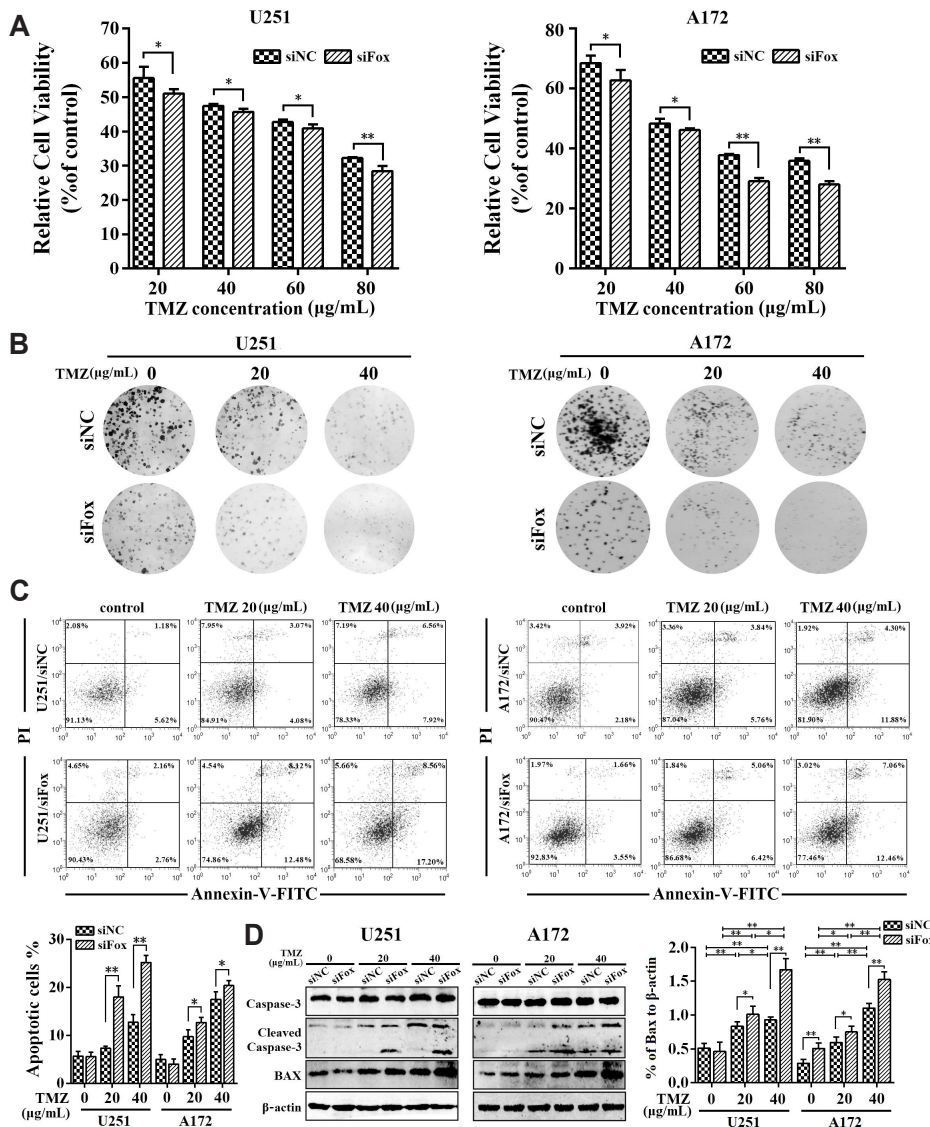 A
U251
Relative Cell Viability
(%of control)
siNC
siFox
70
60
50
40
30
20
10
0
*
*
*
**
20
40
60
80
TMZ concentration (μg/mL)
A172
Relative Cell Viability
(%of control)
siNC
siFox
80
60
40
20
0
*
*
**
**
20
40
60
80
TMZ concentration (μg/mL)
B
U251
TMZ(μg/mL)
0
20
40
siNC
siFox
A172
TMZ(μg/mL)
0
20
40
siNC
siFox
C
control
TMZ 20 (μg/mL)
TMZ 40 (μg/mL)
PI
U251/siNC
2.08%
1.18%
91.13%
5.62%
7.95%
3.07%
84.91%
4.08%
7.19%
6.56%
78.33%
7.92%
U251/siFox
4.65%
2.16%
90.43%
2.76%
4.54%
8.12%
74.86%
12.48%
5.66%
8.56%
68.58%
17.20%
Annexin-V-FITC
control
TMZ 20 (μg/mL)
TMZ 40 (μg/mL)
PI
A172/siNC
3.42%
3.92%
90.47%
2.18%
3.36%
3.84%
87.04%
5.76%
1.92%
4.30%
81.90%
11.88%
A172/siFox
1.97%
1.66%
92.83%
3.55%
1.84%
5.06%
86.68%
6.42%
3.02%
7.06%
77.46%
12.46%
Annexin-V-FITC
Apoptotic cells %
siNC
siFox
30
20
10
0
**
**
*
*
TMZ
(μg/mL)
0
20
40
0
20
40
U251
A172
D
U251
A172
TMZ
(μg/mL)
0
20
40
0
20
40
siNC
siFox
siNC
siFox
siNC
siFox
siNC
siFox
siNC
siFox
siNC
siFox
Caspase-3
Cleaved
Caspase-3
BAX
β-actin
% of Bax to β-actin
siNC
siFox
2.0
1.5
1.0
0.5
0.0
TMZ
(μg/mL)
0
20
40
0
20
40
U251
A172